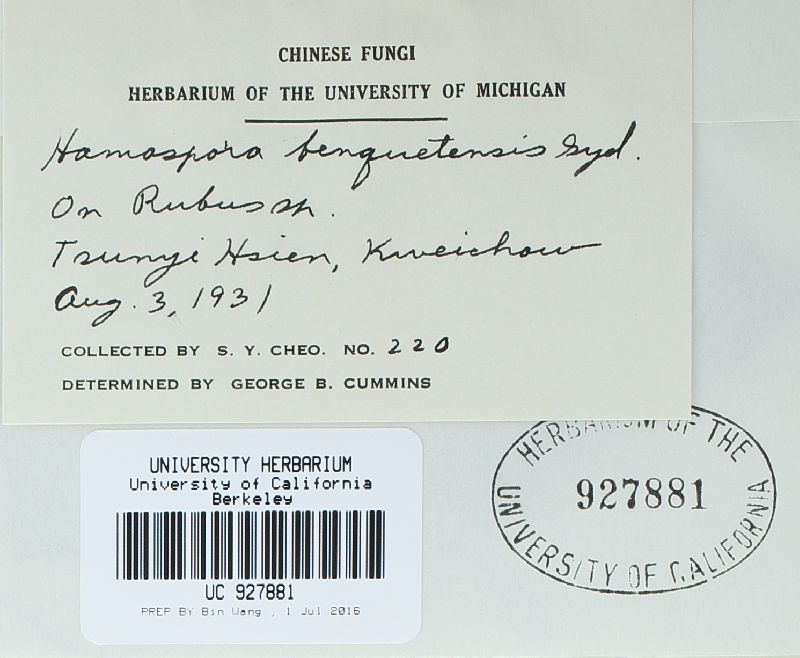 CHINESE FUNGI
HERBARIUM OF THE UNIVERSITY OF MICHIGAN
Hamaspora benguetensis Syd.
On Rubus sp.
Tsunyi Hsien, Kweichow
Aug. 3, 1931
COLLECTED BY S. Y. CHEO. NO. 220
DETERMINED BY GEORGE B. CUMMINS
HERBARIUM OF THE
927881
UNIVERSITY OF CALIFORNIA
UNIVERSITY HERBARIUM
University of California
Berkeley
UC 927881
PREP BY Bin Wang , 1 Jul 2016